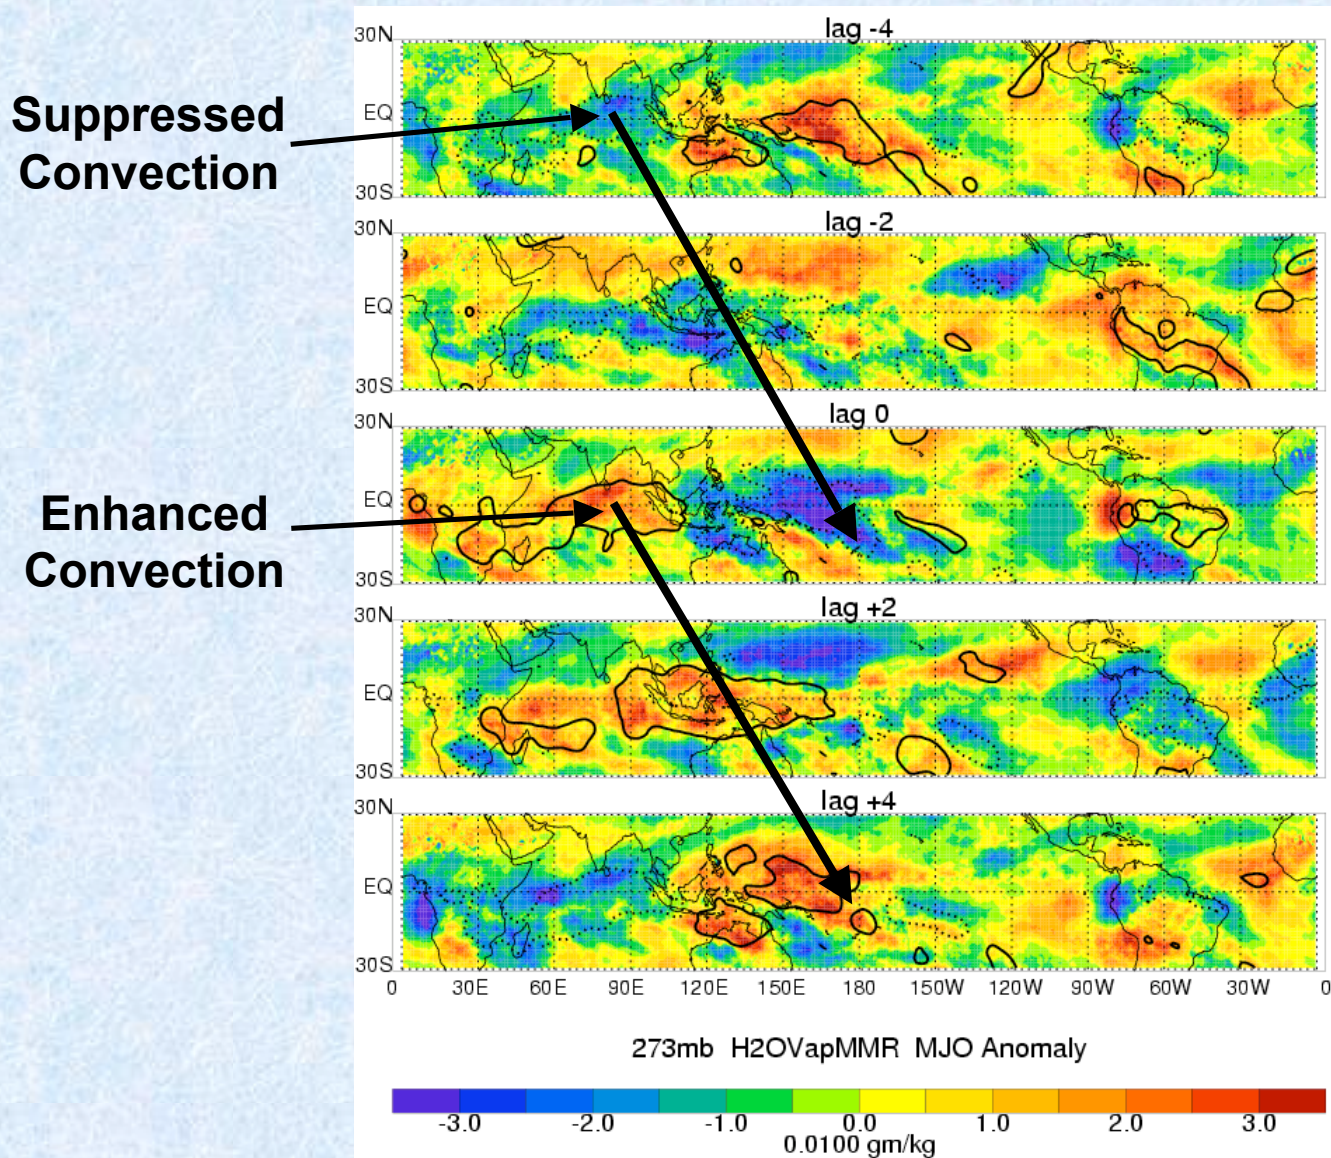 Suppressed
Convection
Enhanced
Convection
lag -4
30N
EQ
30S
lag -2
30N
EQ
30S
lag 0
30N
EQ
30S
lag +2
30N
EQ
30S
lag +4
30N
EQ
30S
0 30E 60E 90E 120E 150E 180 150W 120W 90W 60W 30W 0
273mb H2OVapMMR MJO Anomaly
-3.0 -2.0 -1.0 0.0 1.0 2.0 3.0
0.0100 gm/kg